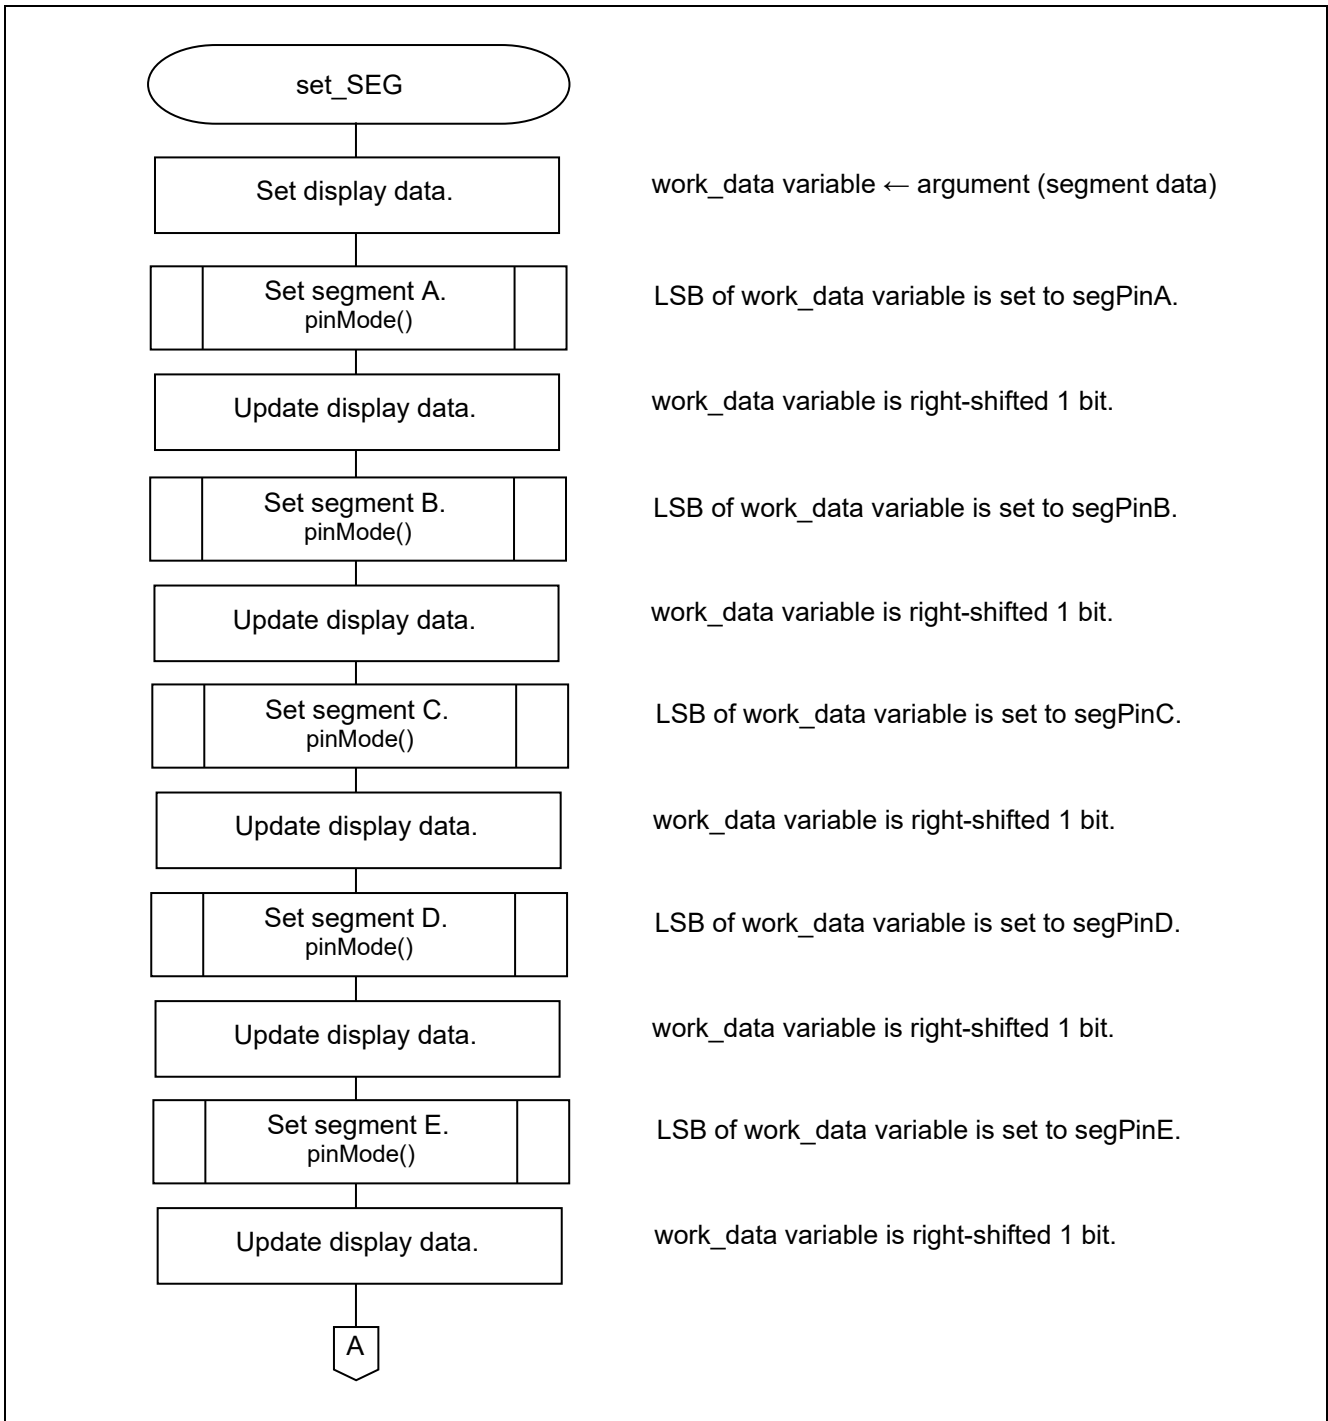 set_SEG
Set display data.
work_data variable ← argument (segment data)
Set segment A.
pinMode()
LSB of work_data variable is set to segPinA.
Update display data.
work_data variable is right-shifted 1 bit.
Set segment B.
pinMode()
LSB of work_data variable is set to segPinB.
Update display data.
work_data variable is right-shifted 1 bit.
Set segment C.
pinMode()
LSB of work_data variable is set to segPinC.
Update display data.
work_data variable is right-shifted 1 bit.
Set segment D.
pinMode()
LSB of work_data variable is set to segPinD.
Update display data.
work_data variable is right-shifted 1 bit.
Set segment E.
pinMode()
LSB of work_data variable is set to segPinE.
Update display data.
work_data variable is right-shifted 1 bit.
A